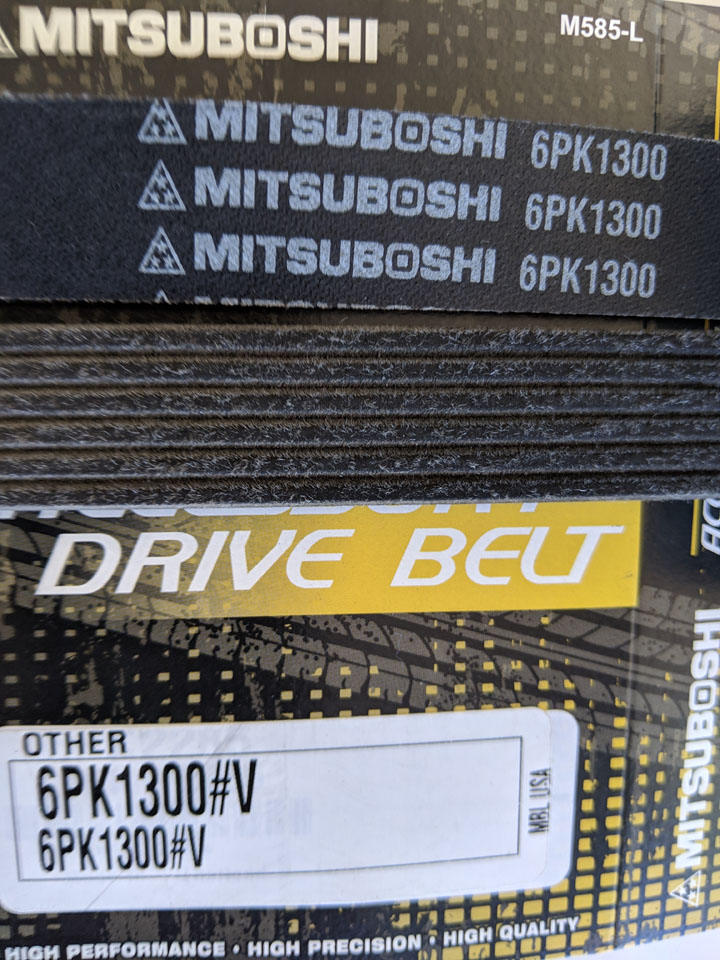 MITSUBOSHI
M585-L
MITSUBOSHI 6PK1300
MITSUBOSHI 6PK1300
MITSUBOSHI 6PK1300
DRIVE BELT
OTHER
6PK1300#V
6PK1300#V
MBL USA
MITSUBOSHI
HIGH PERFORMANCE • HIGH PRECISION • HIGH QUALITY